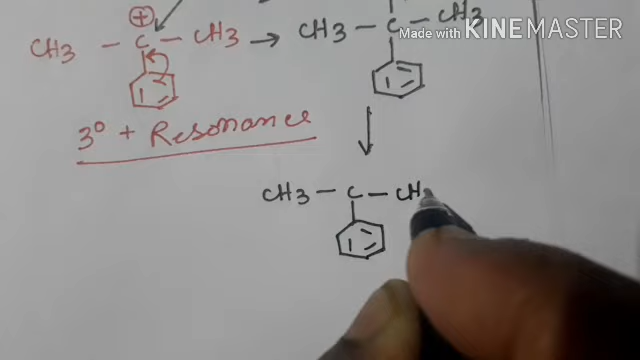 ⊕
CH3 - C - CH3 → CH3 - C - CH3
Made with KINEMASTER
3° + Resonance
CH3 - C - CH